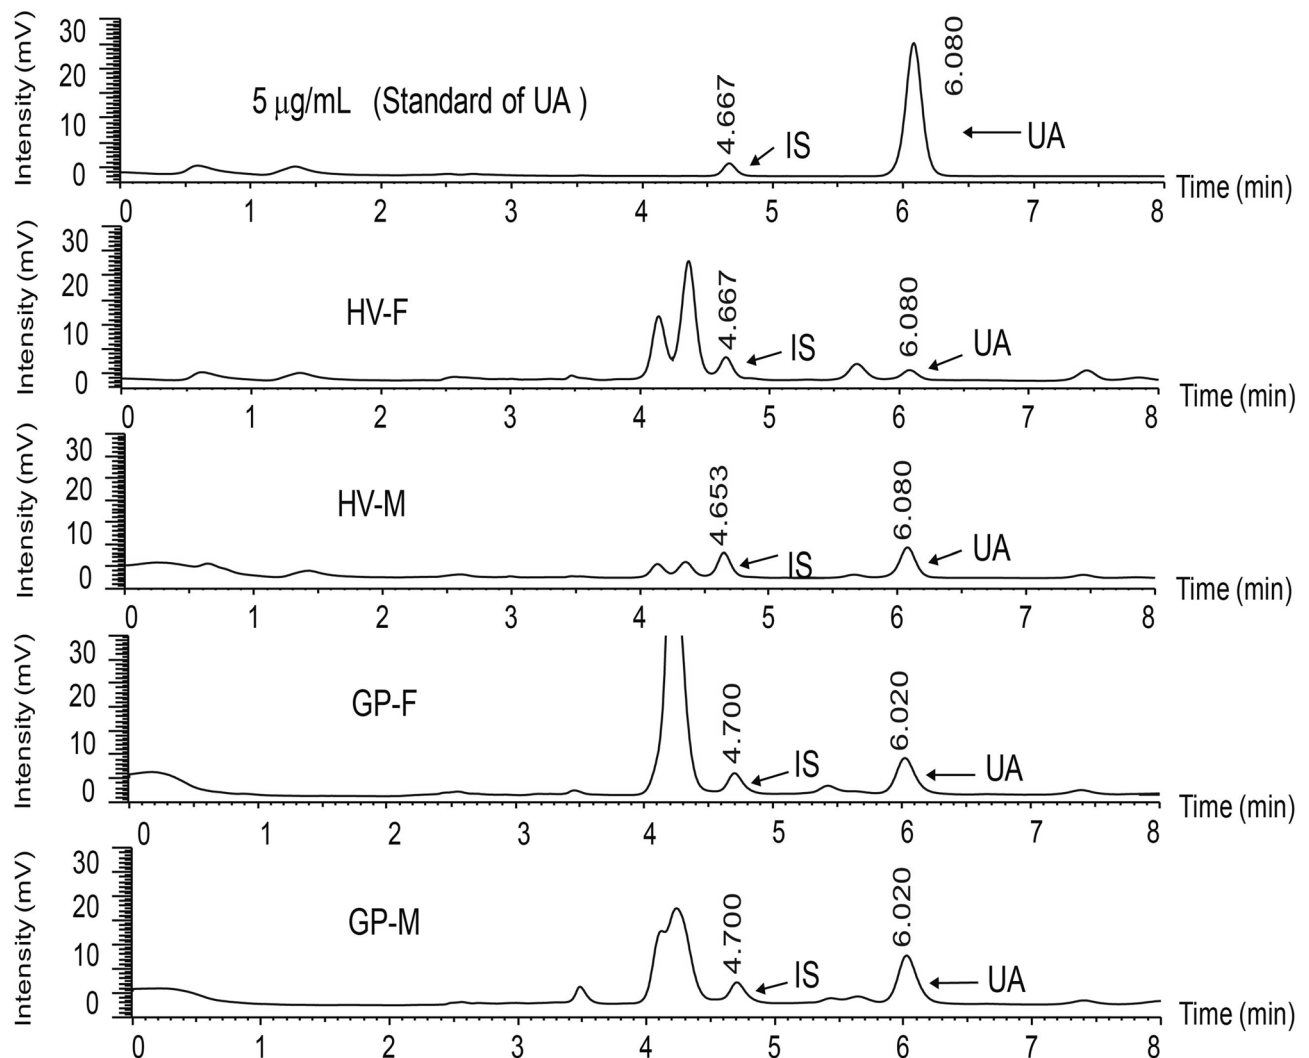 Intensity (mV)
30
20
10
0
5 μg/mL (Standard of UA )
4.667
IS
6.080
UA
0 1 2 3 4 5 6 7 8
Time (min)
Intensity (mV)
30
20
10
0
HV-F
4.667
IS
6.080
UA
0 1 2 3 4 5 6 7 8
Time (min)
Intensity (mV)
30
20
10
0
HV-M
4.653
IS
6.080
UA
0 1 2 3 4 5 6 7 8
Time (min)
Intensity (mV)
30
20
10
0
GP-F
4.700
IS
6.020
UA
0 1 2 3 4 5 6 7 8
Time (min)
Intensity (mV)
30
20
10
0
GP-M
4.700
IS
6.020
UA
0 1 2 3 4 5 6 7 8
Time (min)